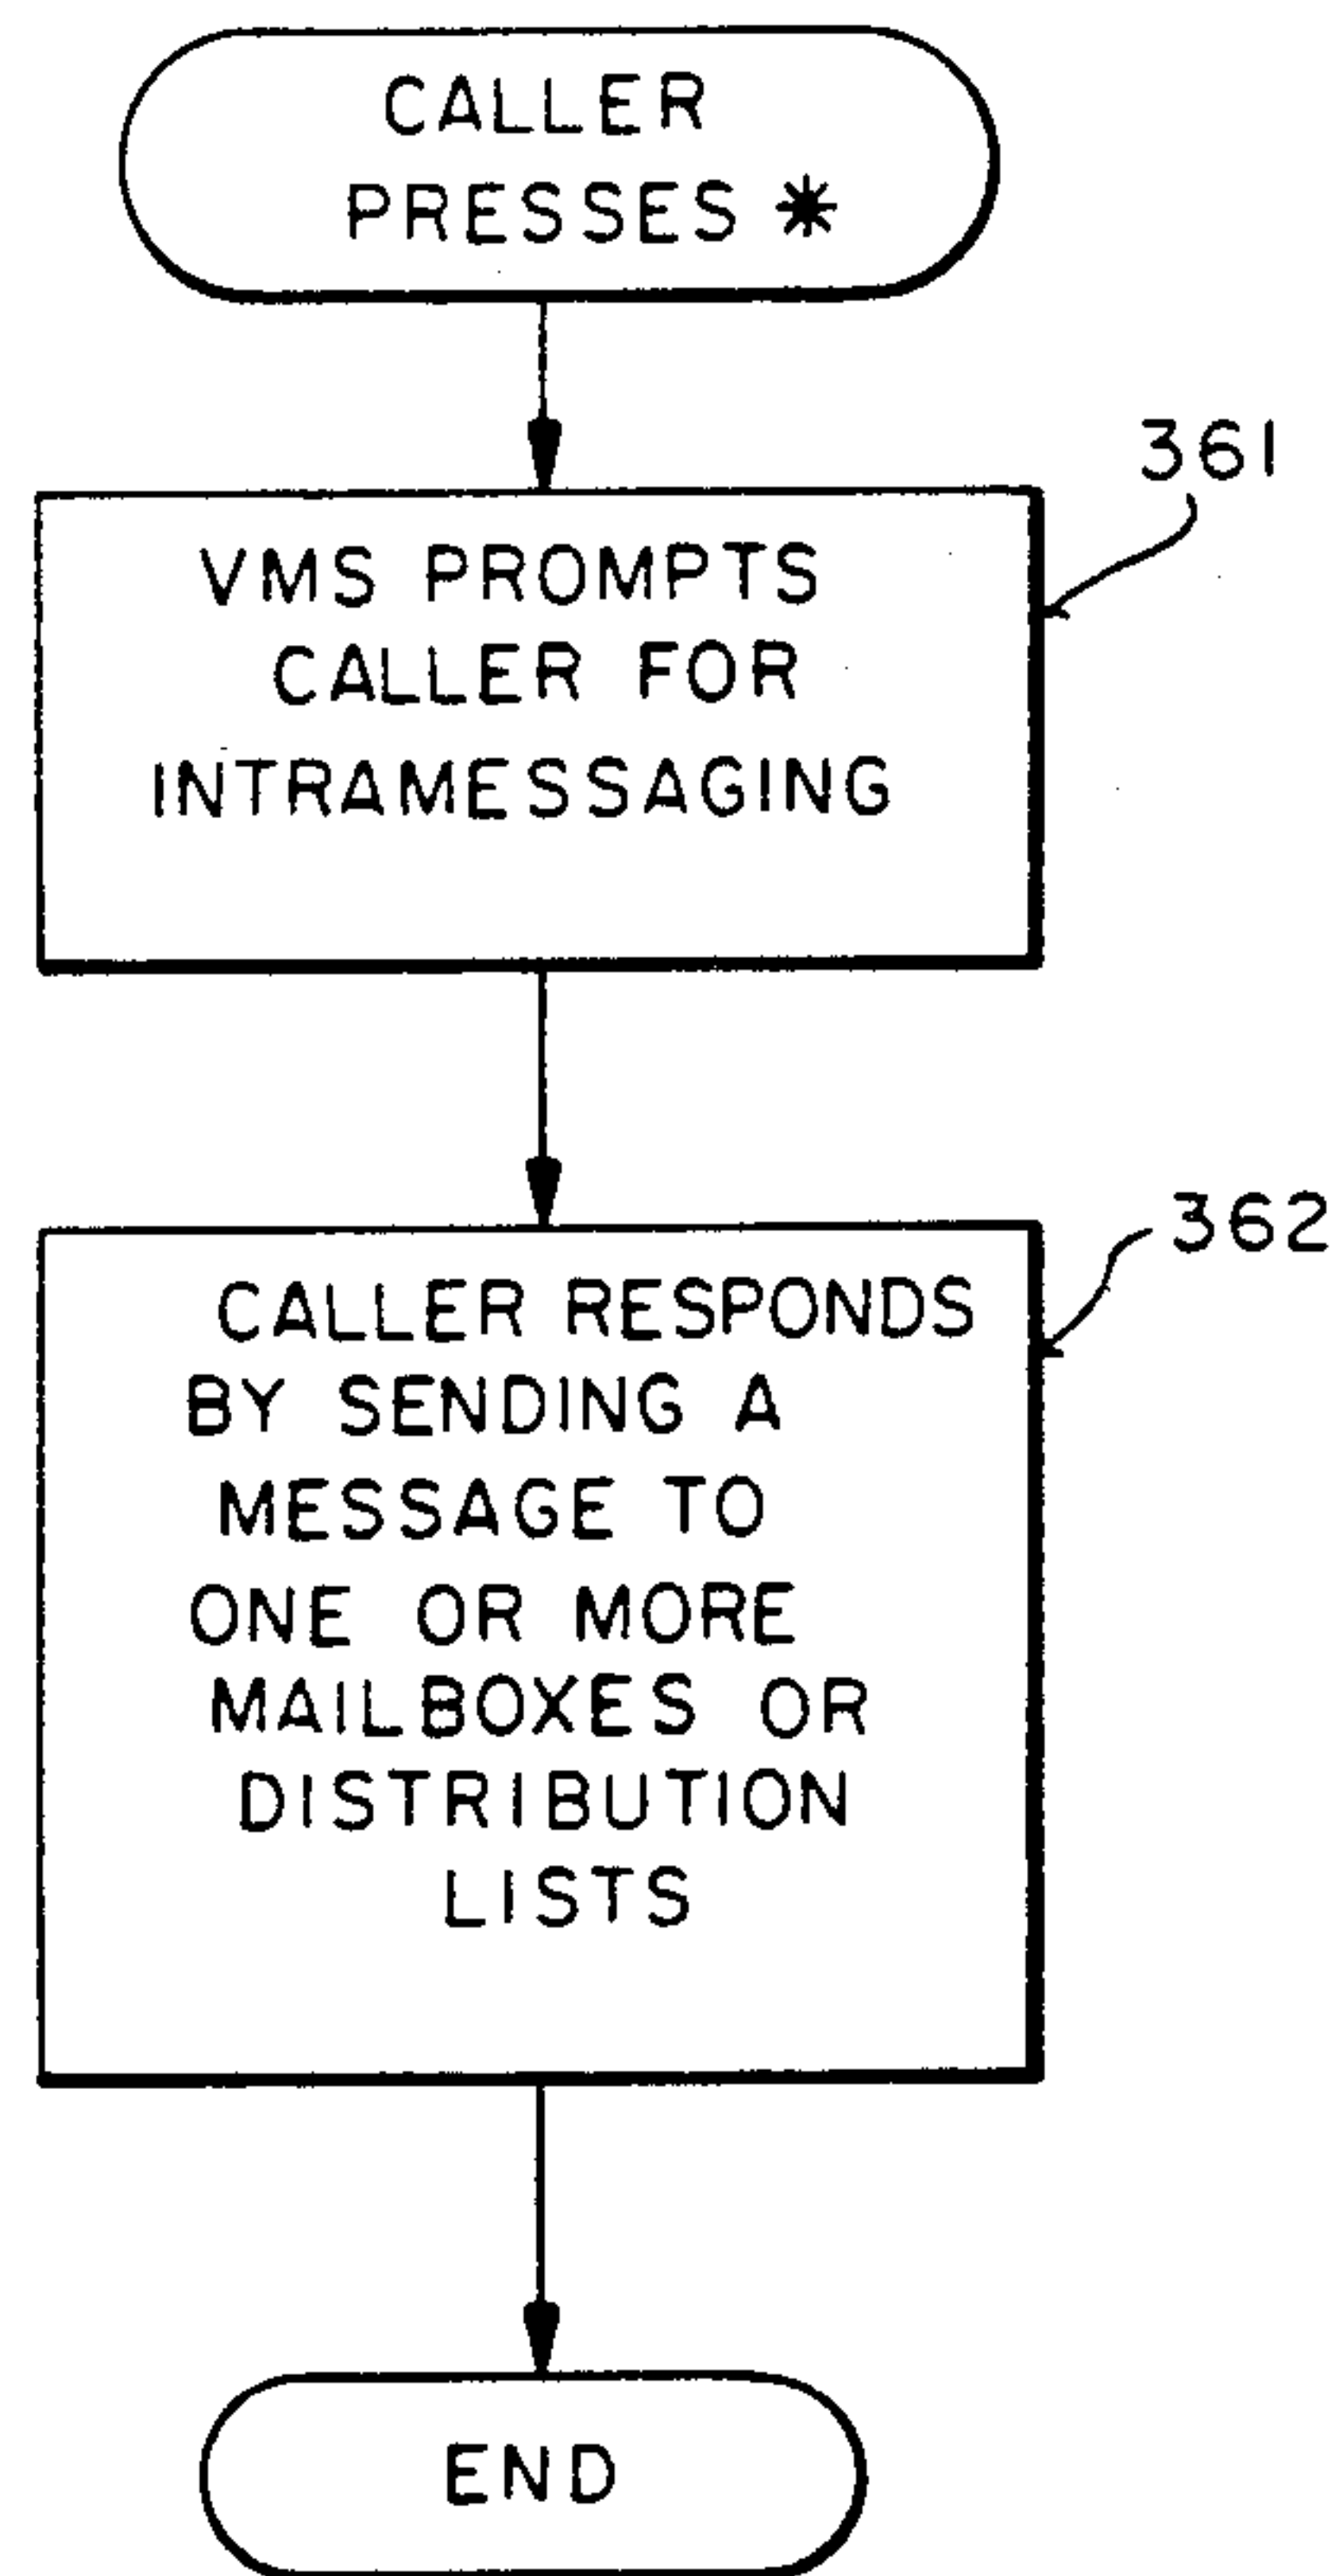 CALLER
PRESSES *
361
VMS PROMPTS
CALLER FOR
INTRAMESSAGING
362
CALLER RESPONDS
BY SENDING A
MESSAGE TO
ONE OR MORE
MAILBOXES OR
DISTRIBUTION
LISTS
END